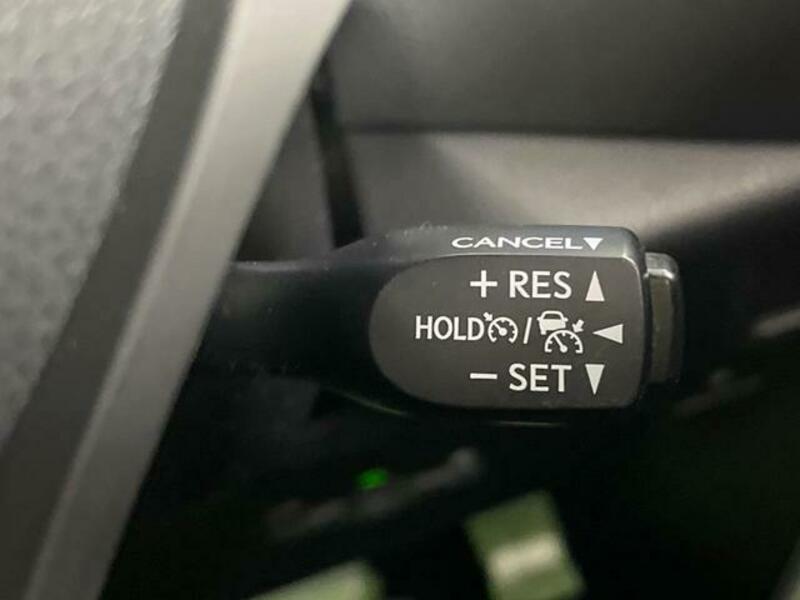 CANCEL▼
+ RES ▲
HOLD / ◀
− SET ▼